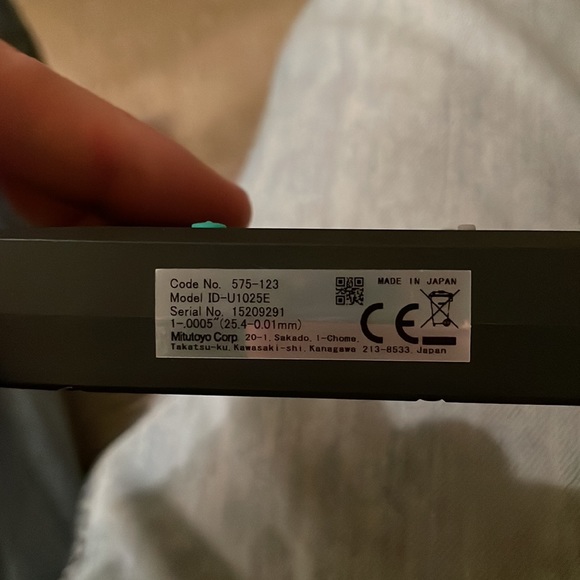 Code No. 575-123
Model ID-U1025E
Serial No. 15209291
1-.0005"(25.4-0.01mm)
Mitutoyo Corp. 20-1, Sakado, 1-Chome,
Takatsu-ku, Kawasaki-shi, Kanagawa 213-8533, Japan
MADE IN JAPAN
CE